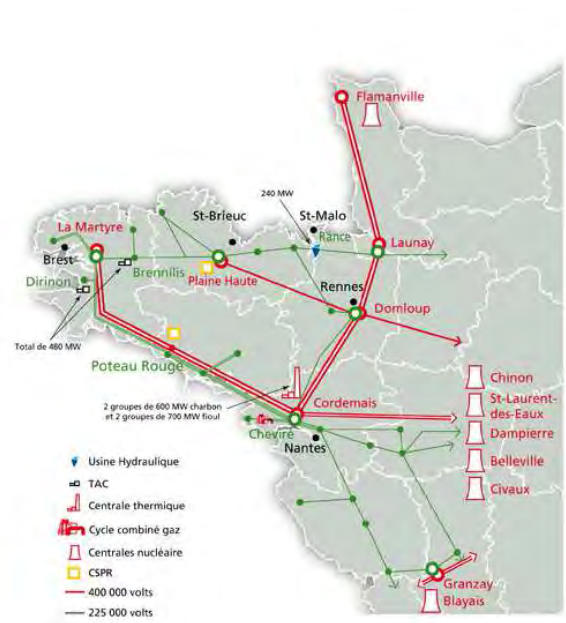 Flamanville
240 MW
St-Brieuc
St-Malo
La Martyre
Rance
Launay
Brest
Brennilis
Plaine Haute
Dirinon
Rennes
Domloup
Total de 480 MW
Poteau Rouge
Chinon
St-Laurent-
des-Eaux
2 groupes de 600 MW charbon
et 2 groupes de 700 MW fioul
Cordemais
Cheviré
Nantes
Dampierre
Belleville
Civaux
Usine Hydraulique
TAC
Centrale thermique
Cycle combiné gaz
Centrales nucléaire
CSPR
400 000 volts
225 000 volts
Granzay
Blayais